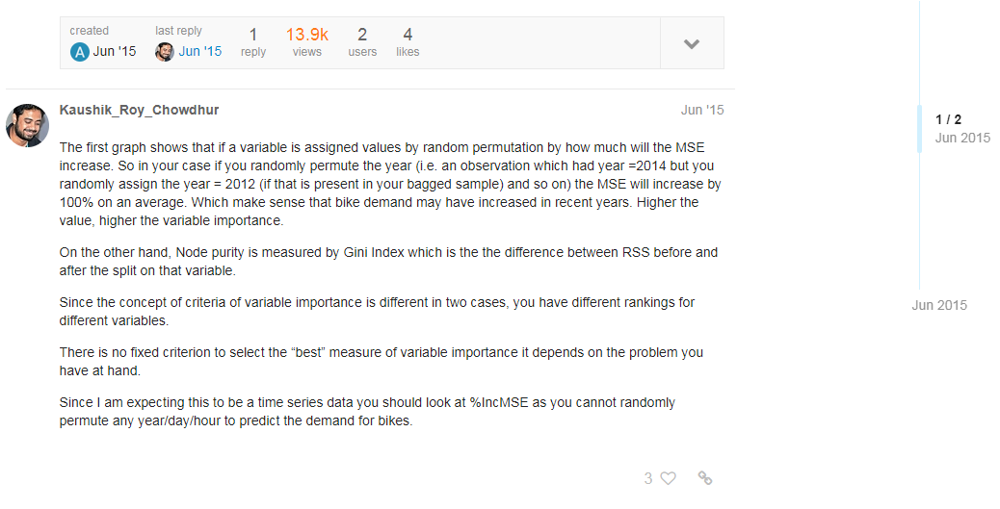 created last reply 1 13.9k 2 4
A Jun '15 Jun '15 reply views users likes
Kaushik_Roy_Chowdhur Jun '15
The first graph shows that if a variable is assigned values by random permutation by how much will the MSE
increase. So in your case if you randomly permute the year (i.e. an observation which had year =2014 but you
randomly assign the year = 2012 (if that is present in your bagged sample) and so on) the MSE will increase by
100% on an average. Which make sense that bike demand may have increased in recent years. Higher the
value, higher the variable importance.
On the other hand, Node purity is measured by Gini Index which is the the difference between RSS before and
after the split on that variable.
Since the concept of criteria of variable importance is different in two cases, you have different rankings for
different variables.
There is no fixed criterion to select the “best” measure of variable importance it depends on the problem you
have at hand.
Since I am expecting this to be a time series data you should look at %IncMSE as you cannot randomly
permute any year/day/hour to predict the demand for bikes.
3
1 / 2
Jun 2015
Jun 2015